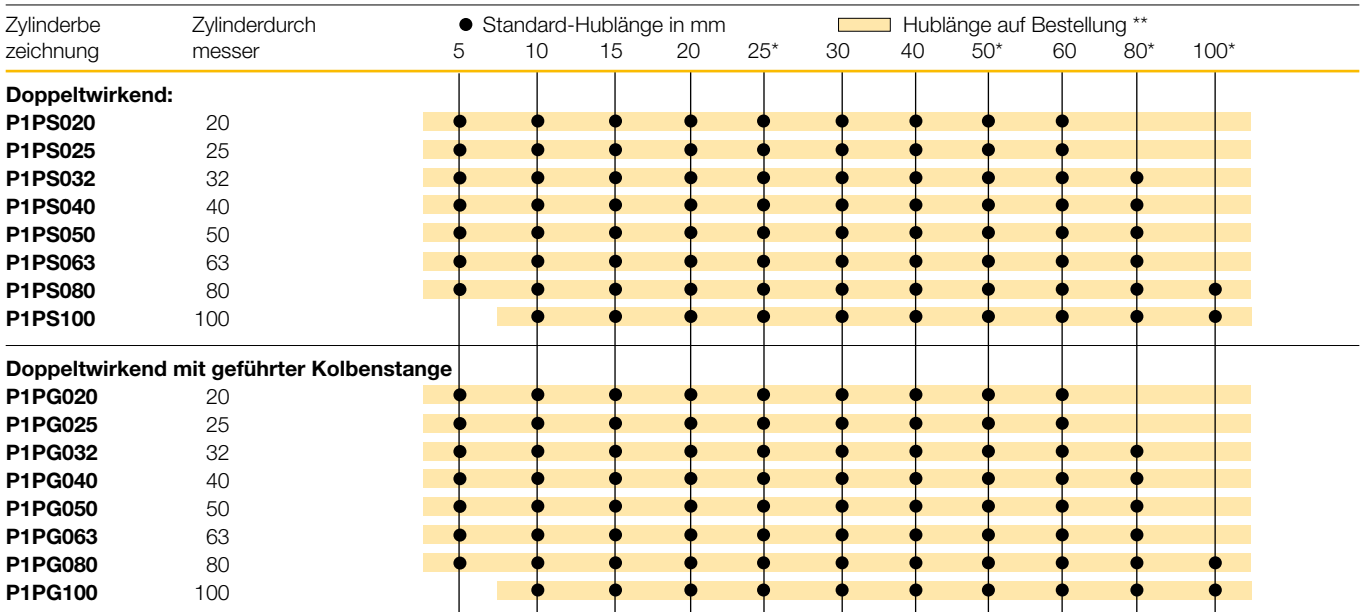 Zylinderbe Zylinderdurch ● Standard-Hublänge in mm Hublänge auf Bestellung **
zeichnung messer 5 10 15 20 25* 30 40 50* 60 80* 100*
Doppeltwirkend:
P1PS020 20
P1PS025 25
P1PS032 32
P1PS040 40
P1PS050 50
P1PS063 63
P1PS080 80
P1PS100 100
Doppeltwirkend mit geführter Kolbenstange
P1PG020 20
P1PG025 25
P1PG032 32
P1PG040 40
P1PG050 50
P1PG063 63
P1PG080 80
P1PG100 100